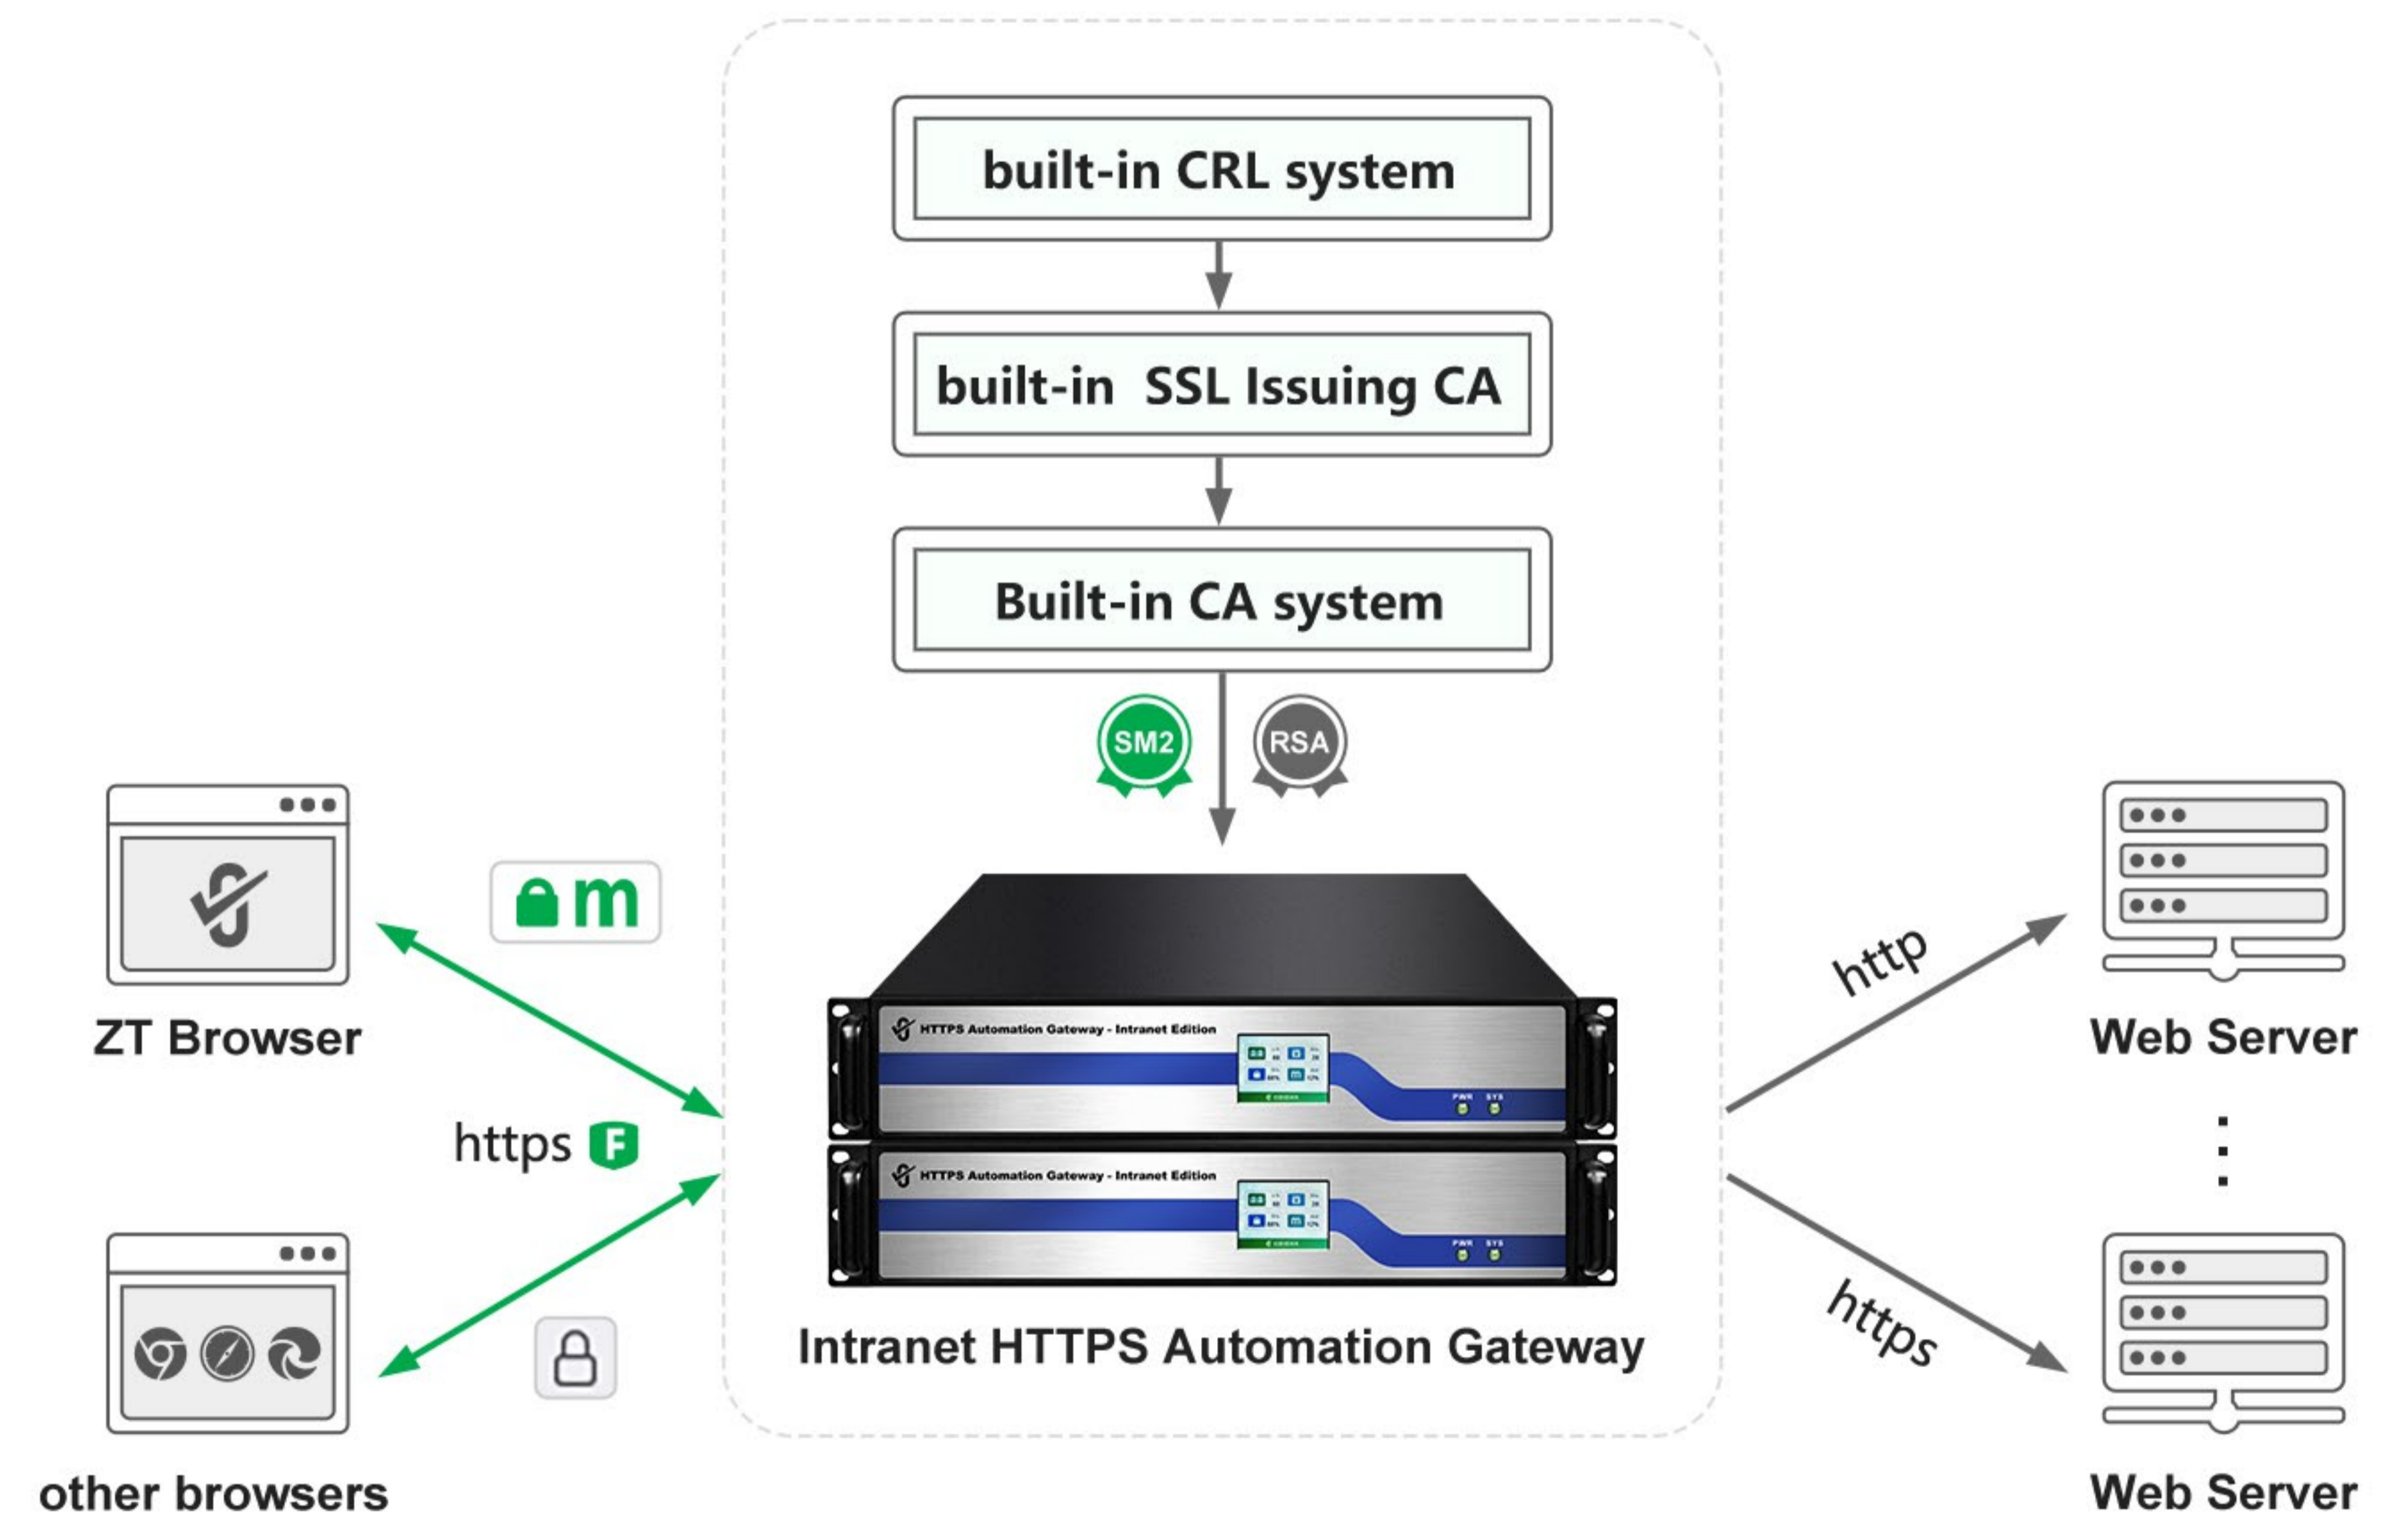 built-in CRL system
built-in SSL Issuing CA
Built-in CA system
SM2
RSA
m
ZT Browser
https F
other browsers
HTTPS Automation Gateway - Intranet Edition
PWR SYS
HTTPS Automation Gateway - Intranet Edition
PWR SYS
Intranet HTTPS Automation Gateway
http
Web Server
https
Web Server